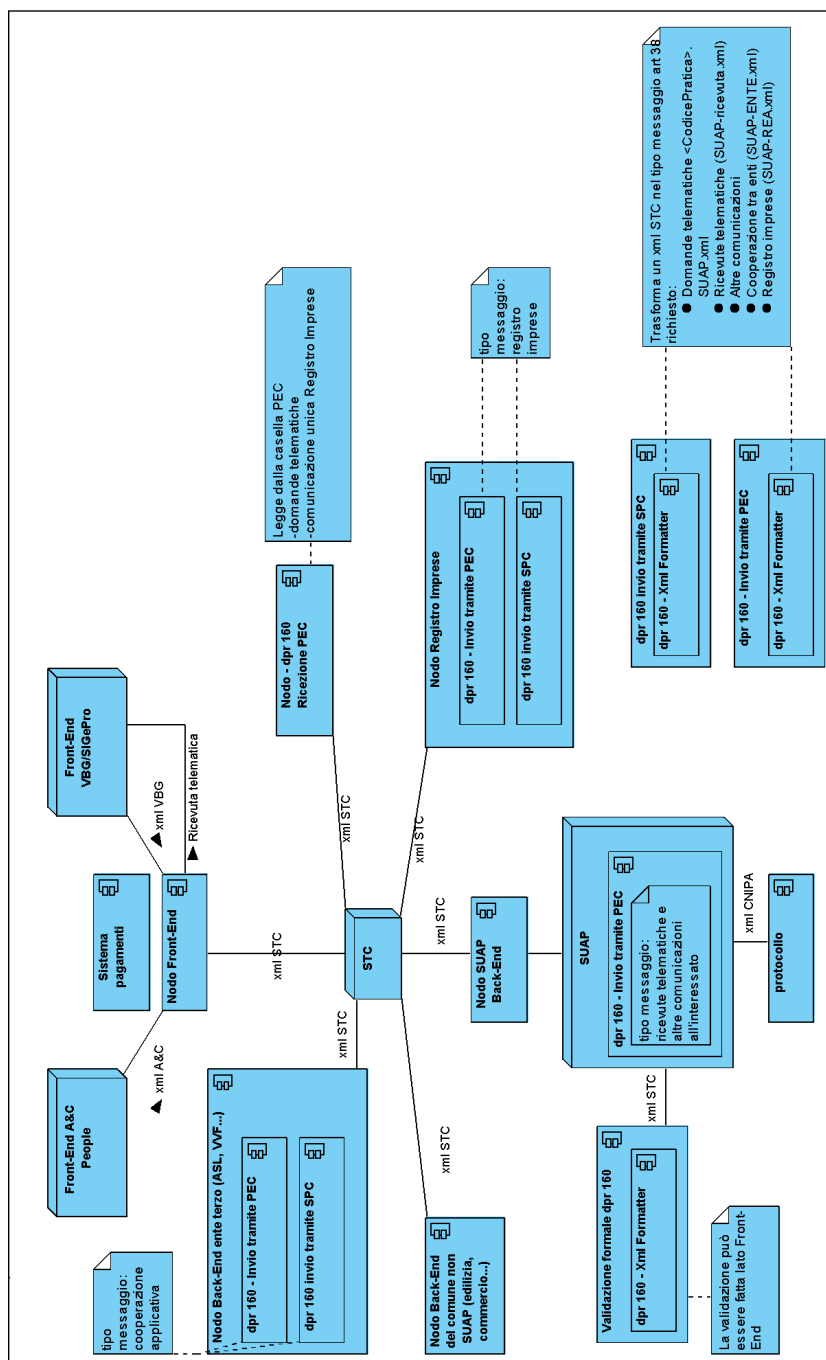 Front-End A&C
People
Sistema
pagamenti
Front-End
VBG/SIGePro
xml A&C
Nodo Front-End
xml VBG
Ricevuta telematica
tipo
messaggio:
cooperazione
applicativa
Nodo Back-End ente terzo (ASL, VVF...)
dpr 160 - Invio tramite PEC
dpr 160 invio tramite SPC
xml STC
xml STC
xml STC
Nodo - dpr 160
Ricezione PEC
Legge dalla casella PEC
-domande telematiche
-comunicazione unica Registro Imprese
STC
xml STC
xml STC
xml STC
Nodo Back-End
del comune non
SUAP (edilizia,
commercio...)
Nodo SUAP
Back-End
Nodo Registro Imprese
dpr 160 - Invio tramite PEC
dpr 160 invio tramite SPC
tipo
messaggio:
registro
imprese
Validazione formale dpr 160
dpr 160 - Xml Formatter
xml STC
SUAP
dpr 160 - Invio tramite PEC
tipo messaggio:
ricevute telematiche e
altre comunicazioni
all'interessato
La validazione può
essere fatta lato Front-
End
xml CNIPA
protocollo
dpr 160 invio tramite SPC
dpr 160 - Xml Formatter
dpr 160 - Invio tramite PEC
dpr 160 - Xml Formatter
Trasforma un xml STC nel tipo messaggio art 38
richiesto:
● Domande telematiche <CodicePratica>.
SUAP.xml
● Ricevute telematiche (SUAP-ricevuta.xml)
● Altre comunicazioni
● Cooperazione tra enti (SUAP-ENTE.xml)
● Registro imprese (SUAP-REA.xml)